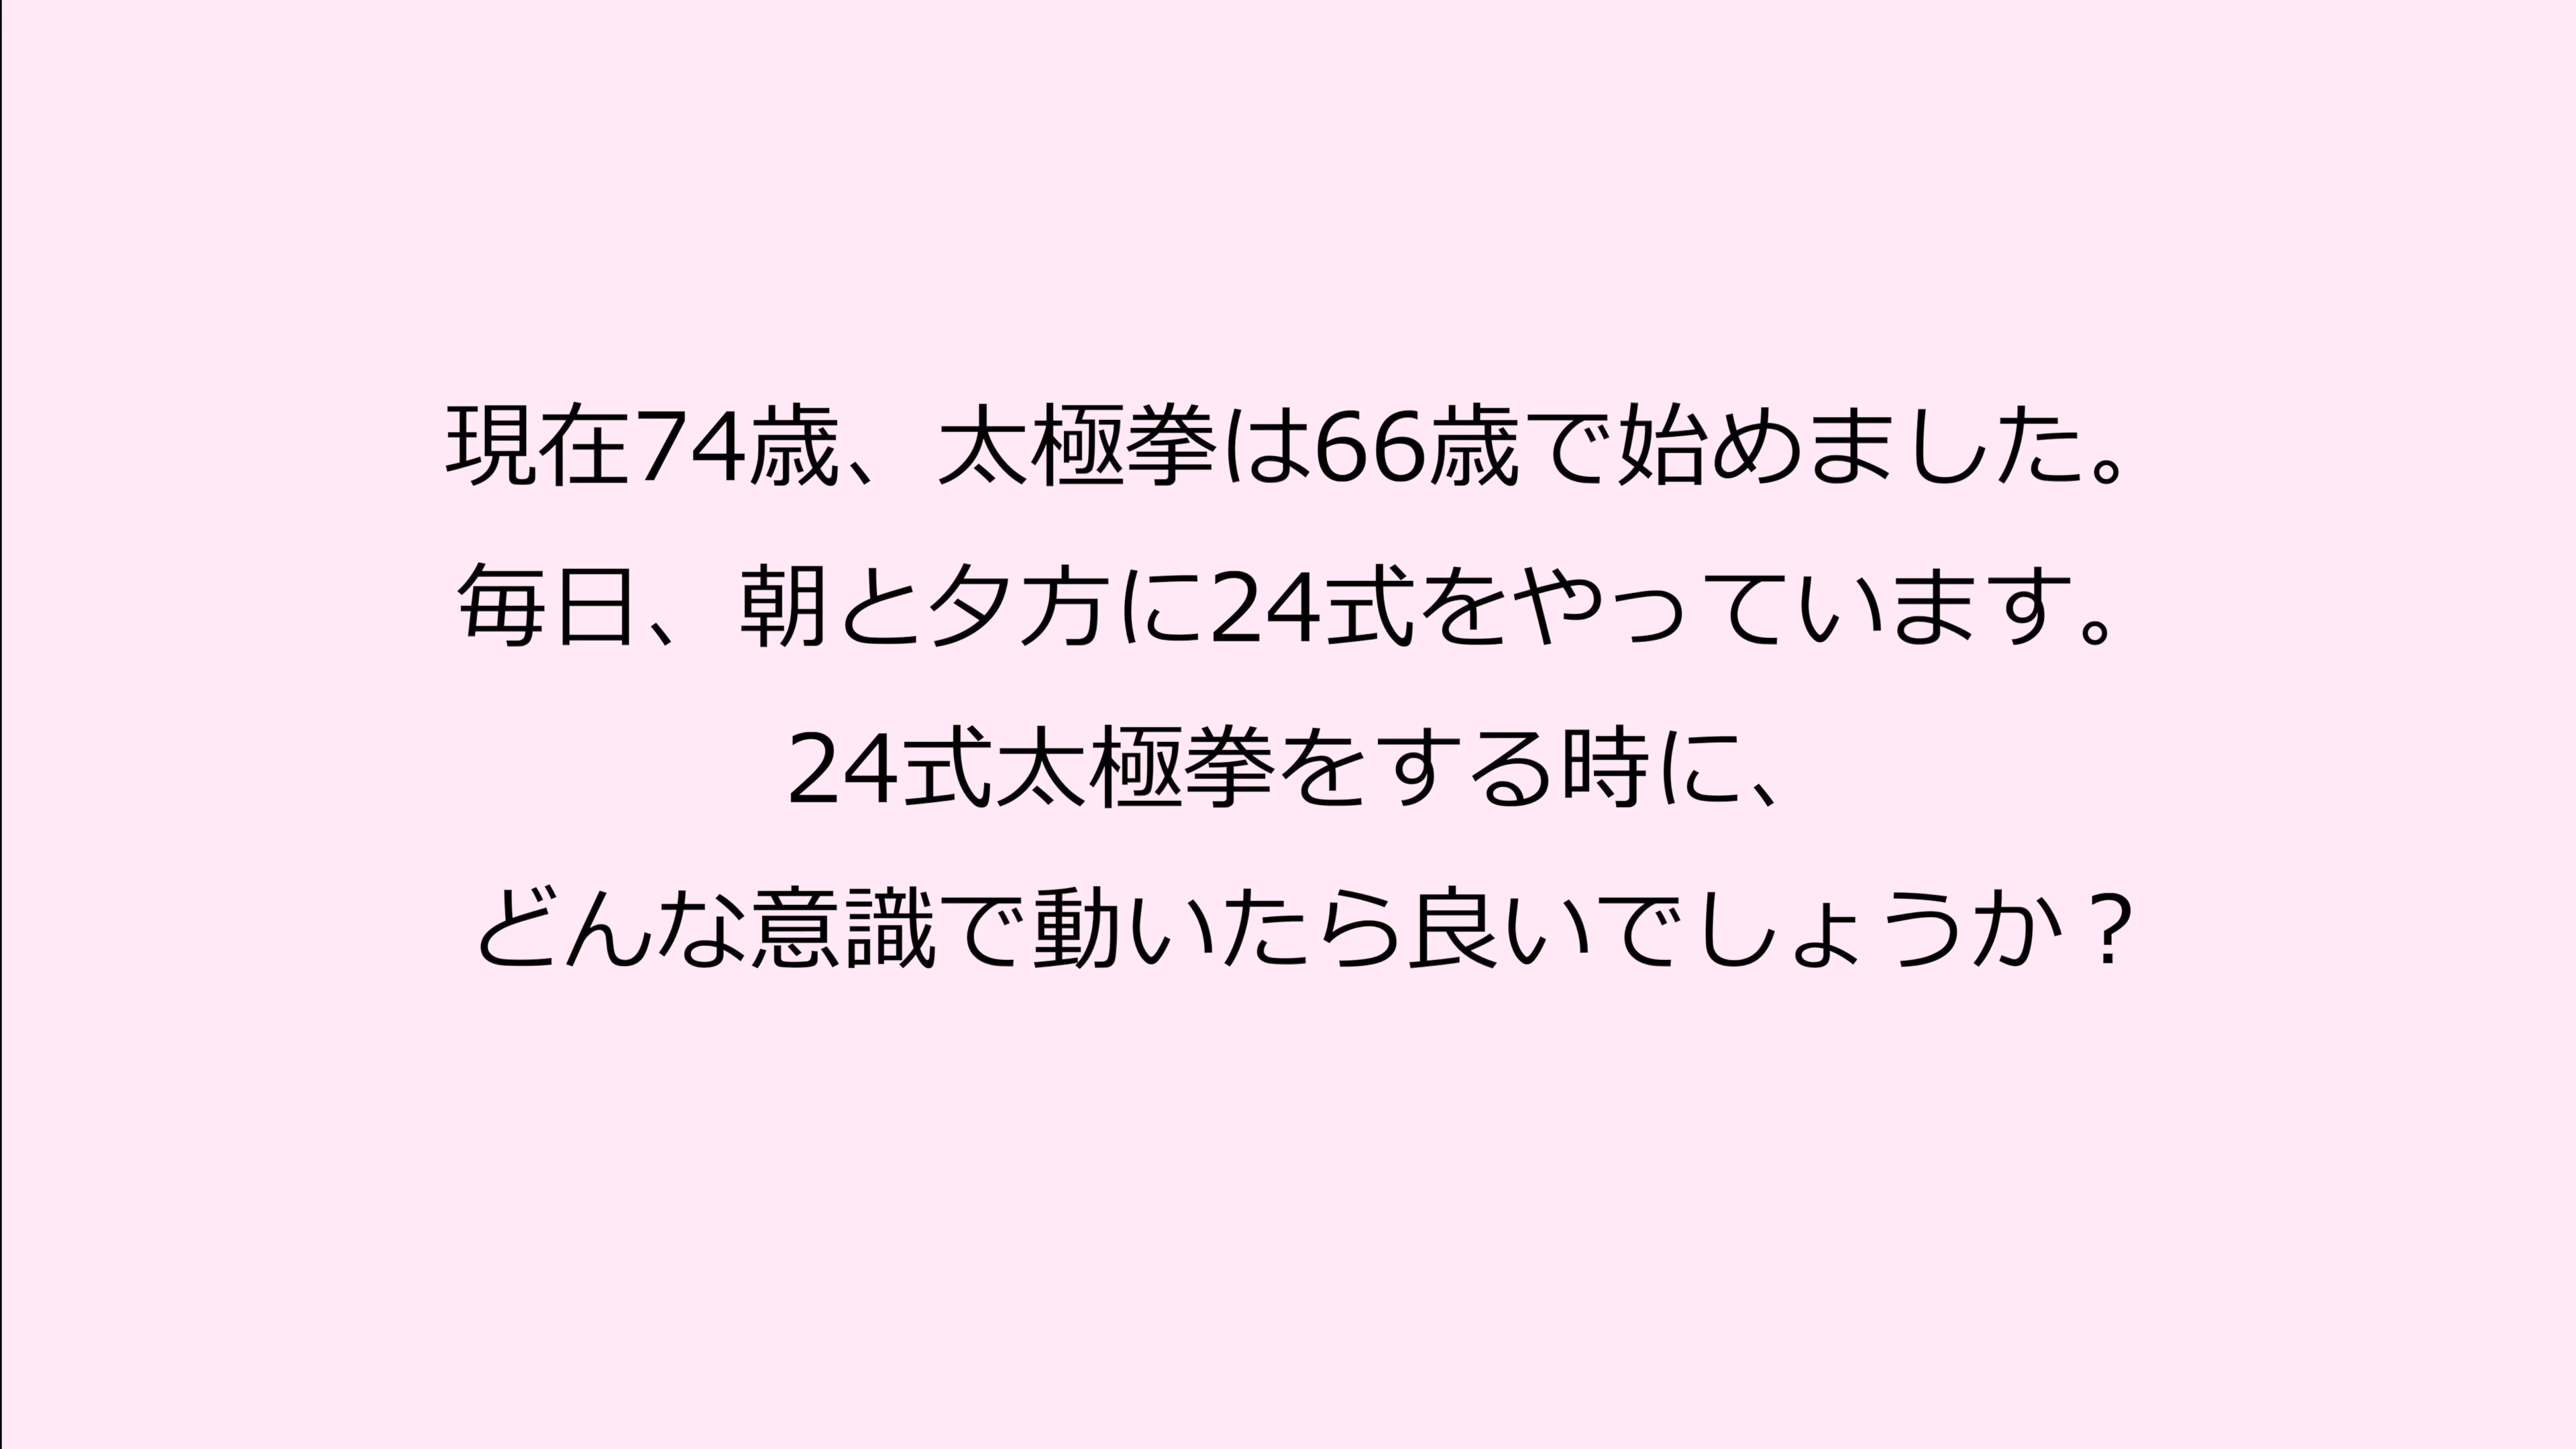 現在74歳、太極拳は66歳で始めました。
毎日、朝と夕方に24式をやっています。
24式太極拳をする時に、
どんな意識で動いたら良いでしょうか？